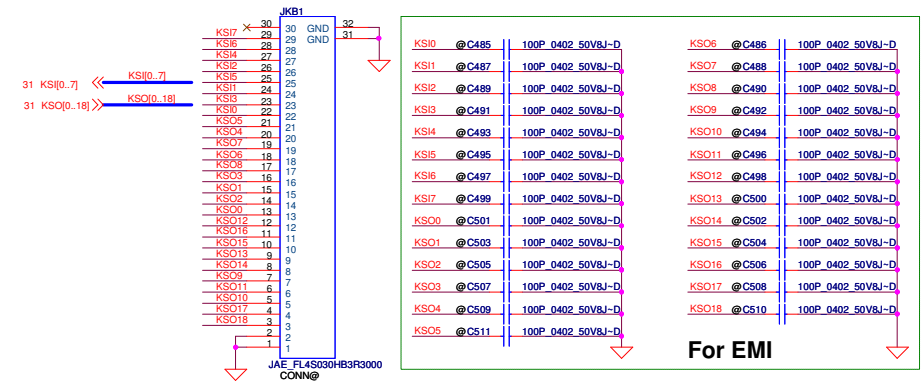 JKB1
30 30 GND 32
KSI7 29 29 GND 31
KSI6 28 28
KSI4 27 27
KSI2 26 26
KSI5 25 25
KSI1 24 24
KSI3 23 23
KSI0 22 22
KSO5 21 21
KSO4 20 20
KSO7 19 19
KSO6 18 18
KSO8 17 17
KSO3 16 16
KSO1 15 15
KSO2 14 14
KSO0 13 13
KSO12 12 12
KSO16 11 11
KSO15 10 10
KSO13 9 9
KSO14 8 8
KSO9 7 7
KSO11 6 6
KSO10 5 5
KSO17 4 4
KSO18 3 3
2 2
1 1
JAE_FL4S030HB3R3000
CONN@
31 KSI[0..7] KSI[0..7]
31 KSO[0..18] KSO[0..18]
KSI0 @C485 100P_0402_50V8J~D
KSI1 @C487 100P_0402_50V8J~D
KSI2 @C489 100P_0402_50V8J~D
KSI3 @C491 100P_0402_50V8J~D
KSI4 @C493 100P_0402_50V8J~D
KSI5 @C495 100P_0402_50V8J~D
KSI6 @C497 100P_0402_50V8J~D
KSI7 @C499 100P_0402_50V8J~D
KSO0 @C501 100P_0402_50V8J~D
KSO1 @C503 100P_0402_50V8J~D
KSO2 @C505 100P_0402_50V8J~D
KSO3 @C507 100P_0402_50V8J~D
KSO4 @C509 100P_0402_50V8J~D
KSO5 @C511 100P_0402_50V8J~D
KSO6 @C486 100P_0402_50V8J~D
KSO7 @C488 100P_0402_50V8J~D
KSO8 @C490 100P_0402_50V8J~D
KSO9 @C492 100P_0402_50V8J~D
KSO10 @C494 100P_0402_50V8J~D
KSO11 @C496 100P_0402_50V8J~D
KSO12 @C498 100P_0402_50V8J~D
KSO13 @C500 100P_0402_50V8J~D
KSO14 @C502 100P_0402_50V8J~D
KSO15 @C504 100P_0402_50V8J~D
KSO16 @C506 100P_0402_50V8J~D
KSO17 @C508 100P_0402_50V8J~D
KSO18 @C510 100P_0402_50V8J~D
For EMI